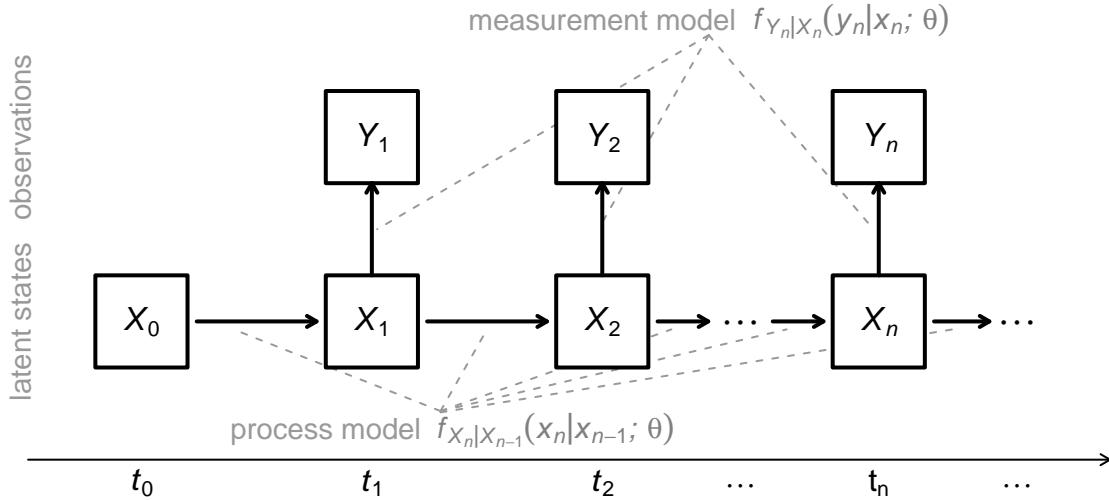 measurement model f_{Y_n|X_n}(y_n|x_n; θ)
observations
Y_1 Y_2 Y_n
latent states
X_0 X_1 X_2 ⋯ X_n ⋯
process model f_{X_n|X_{n−1}}(x_n|x_{n−1}; θ)
t_0 t_1 t_2 ⋯ t_n ⋯